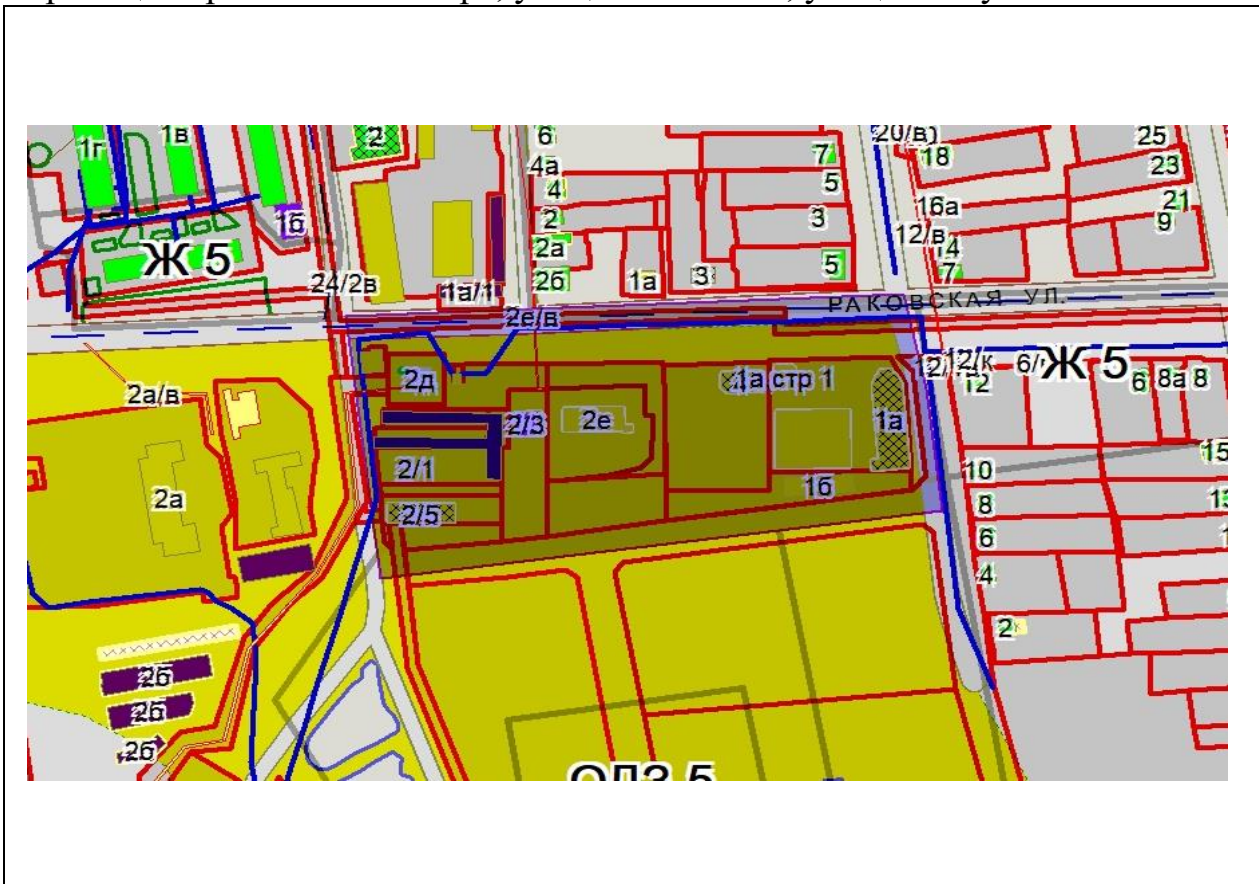 2
6
20/в)
25
1г
1в
7
18
23
4а
4
5
16а
21
1б
2
3
12/в
9
Ж 5
2а
14
24/2в
2б
1а
3
5
7
1а/1
РАКОВСКАЯ УЛ.
2е/в
12/к
6/
Ж 5
2д
1а стр 1
12
6
8а
8
2а/в
2/3
2е
1а
15
2/1
10
2а
1б
8
2/5
6
4
2
2б
2б
2б
ОДЗ 5